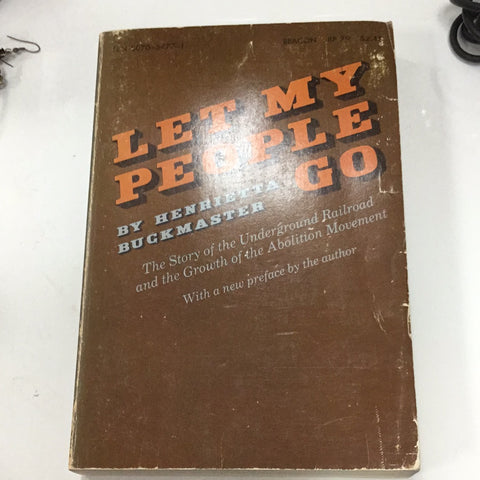 BEACON
LET MY
PEOPLE
GO
BY HENRIETTA
BUCKMASTER
The Story of the Underground Railroad
and the Growth of the Abolition Movement
With a new preface by the author